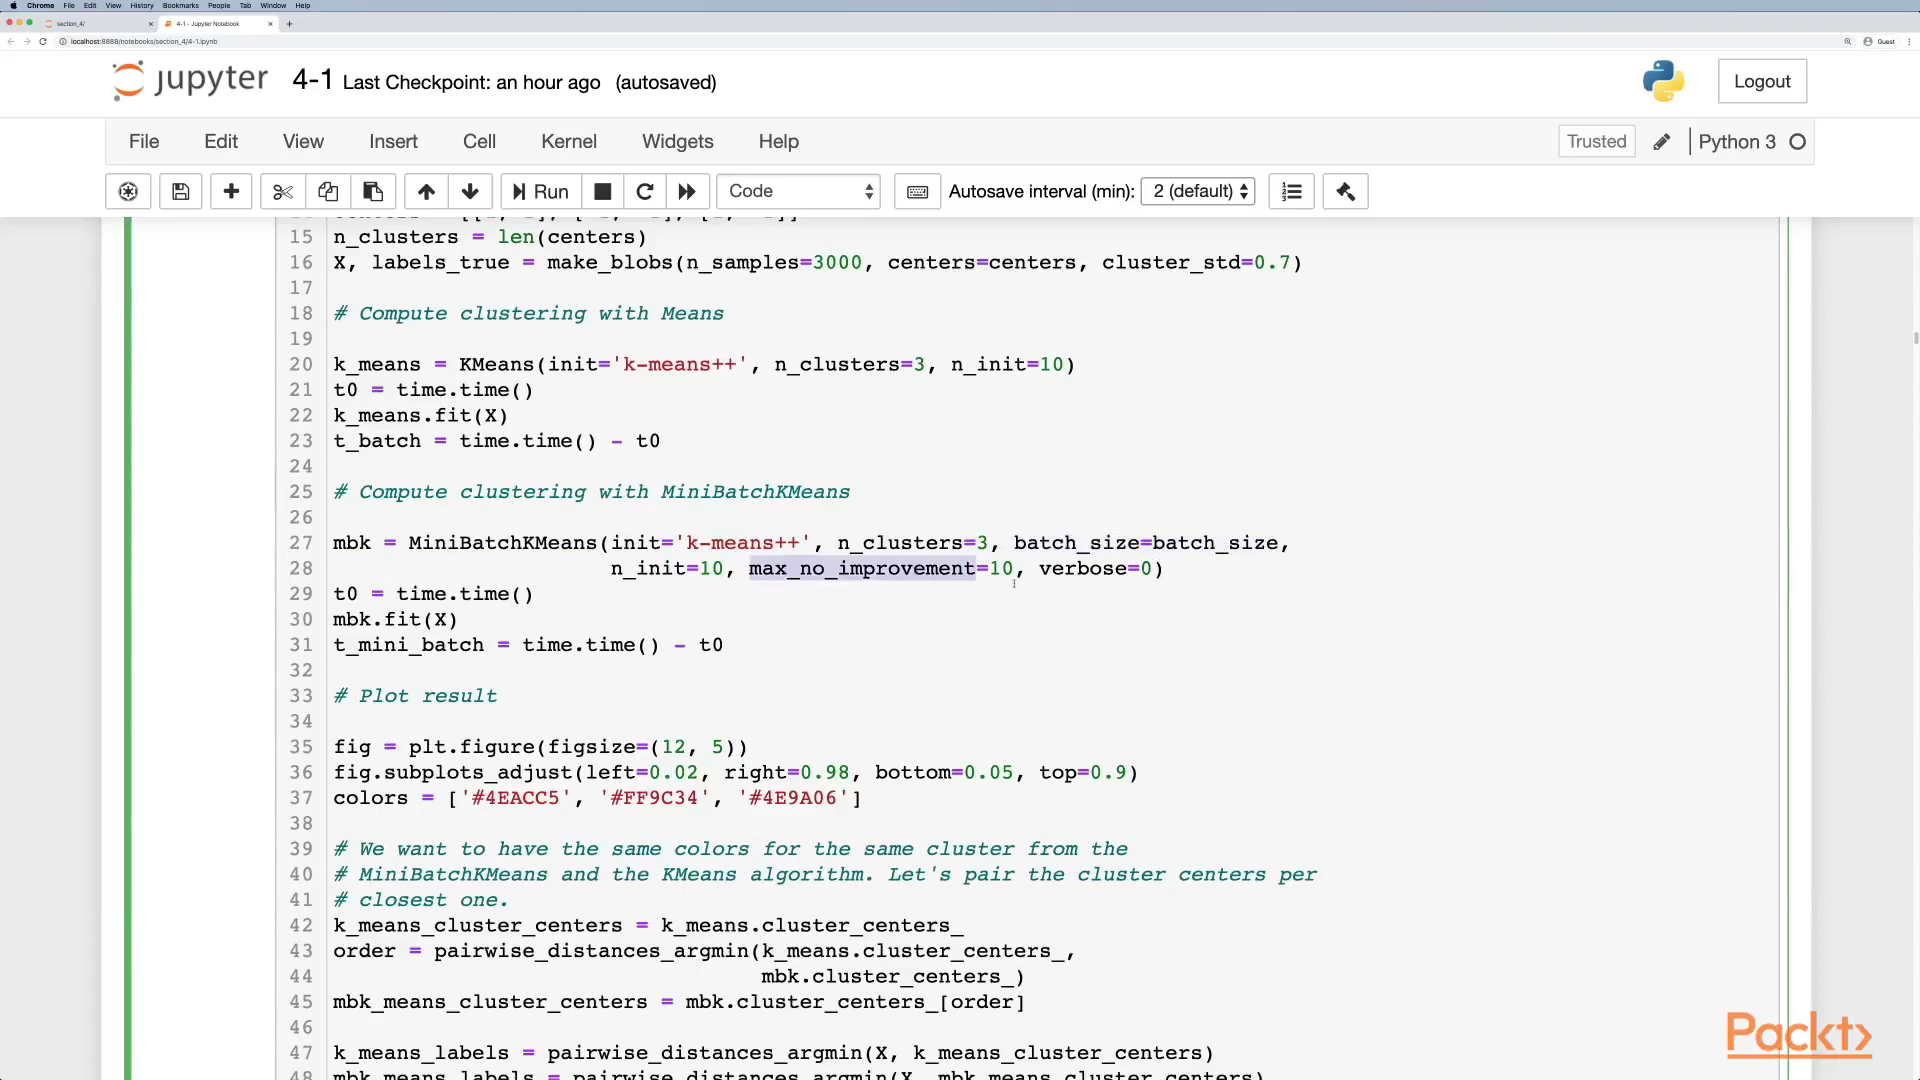 Chrome File Edit View History Bookmarks People Tab Window Help
section_4/ 4-1 - Jupyter Notebook
localhost:8888/notebooks/section_4/4-1.ipynb Guest
jupyter 4-1 Last Checkpoint: an hour ago (autosaved) Logout
File Edit View Insert Cell Kernel Widgets Help Trusted Python 3
Run Code Autosave interval (min): 2 (default)
15 n_clusters = len(centers)
16 X, labels_true = make_blobs(n_samples=3000, centers=centers, cluster_std=0.7)
17
18 # Compute clustering with Means
19
20 k_means = KMeans(init='k-means++', n_clusters=3, n_init=10)
21 t0 = time.time()
22 k_means.fit(X)
23 t_batch = time.time() - t0
24
25 # Compute clustering with MiniBatchKMeans
26
27 mbk = MiniBatchKMeans(init='k-means++', n_clusters=3, batch_size=batch_size,
28 n_init=10, max_no_improvement=10, verbose=0)
29 t0 = time.time()
30 mbk.fit(X)
31 t_mini_batch = time.time() - t0
32
33 # Plot result
34
35 fig = plt.figure(figsize=(12, 5))
36 fig.subplots_adjust(left=0.02, right=0.98, bottom=0.05, top=0.9)
37 colors = ['#4EACC5', '#FF9C34', '#4E9A06']
38
39 # We want to have the same colors for the same cluster from the
40 # MiniBatchKMeans and the KMeans algorithm. Let's pair the cluster centers per
41 # closest one.
42 k_means_cluster_centers = k_means.cluster_centers_
43 order = pairwise_distances_argmin(k_means.cluster_centers_,
44 mbk.cluster_centers_)
45 mbk_means_cluster_centers = mbk.cluster_centers_[order]
46
47 k_means_labels = pairwise_distances_argmin(X, k_means_cluster_centers)
48 mbk_means_labels = pairwise_distances_argmin(X, mbk_means_cluster_centers)
Packt>